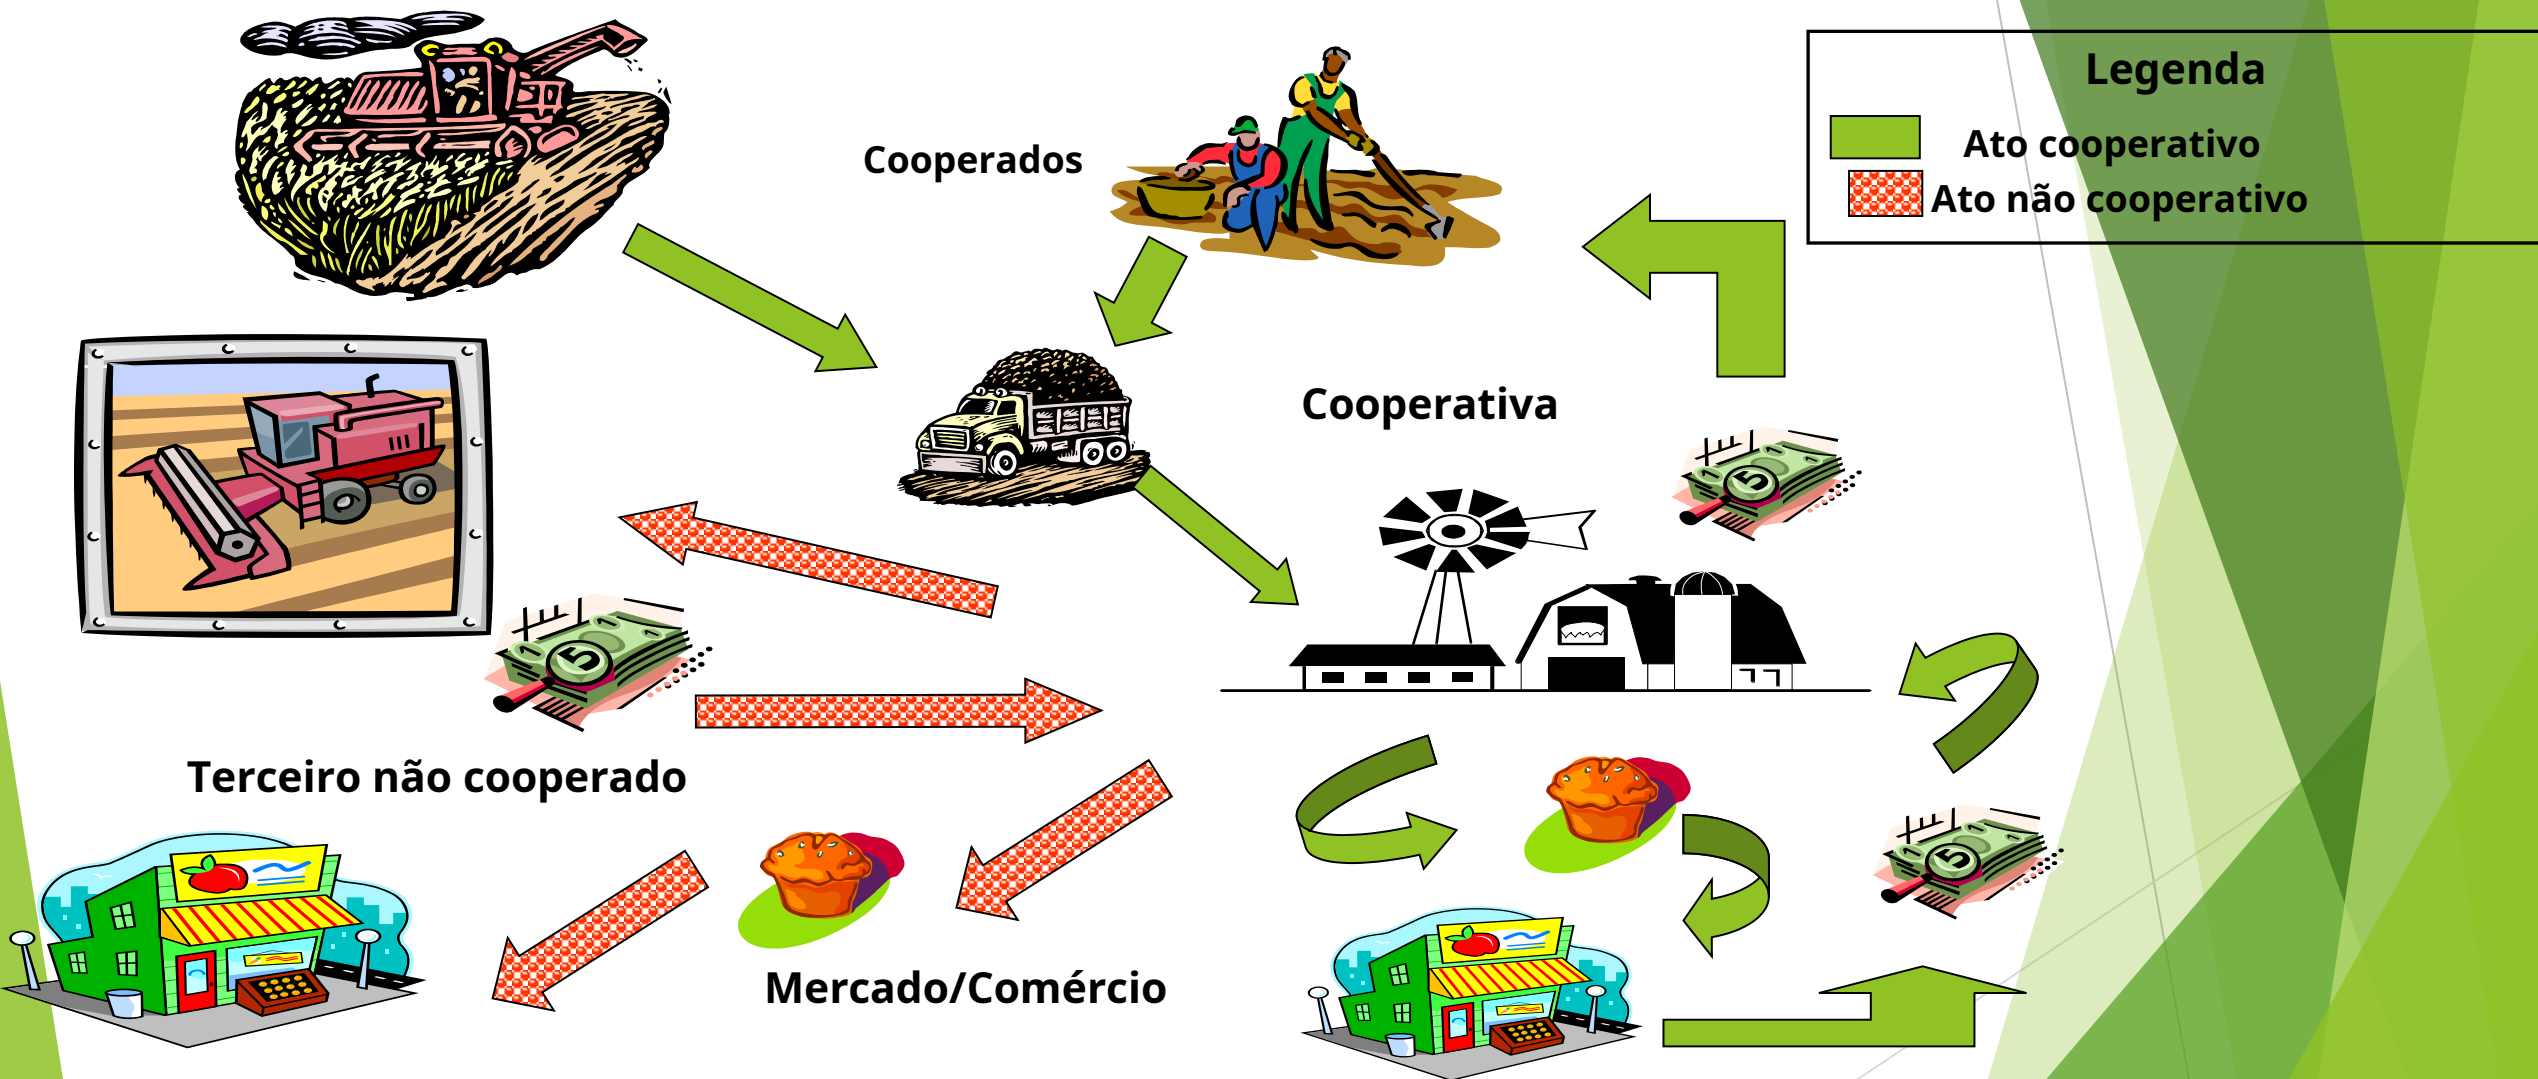 Legenda
Ato cooperativo
Ato não cooperativo
Cooperados
Cooperativa
Terceiro não cooperado
Mercado/Comércio